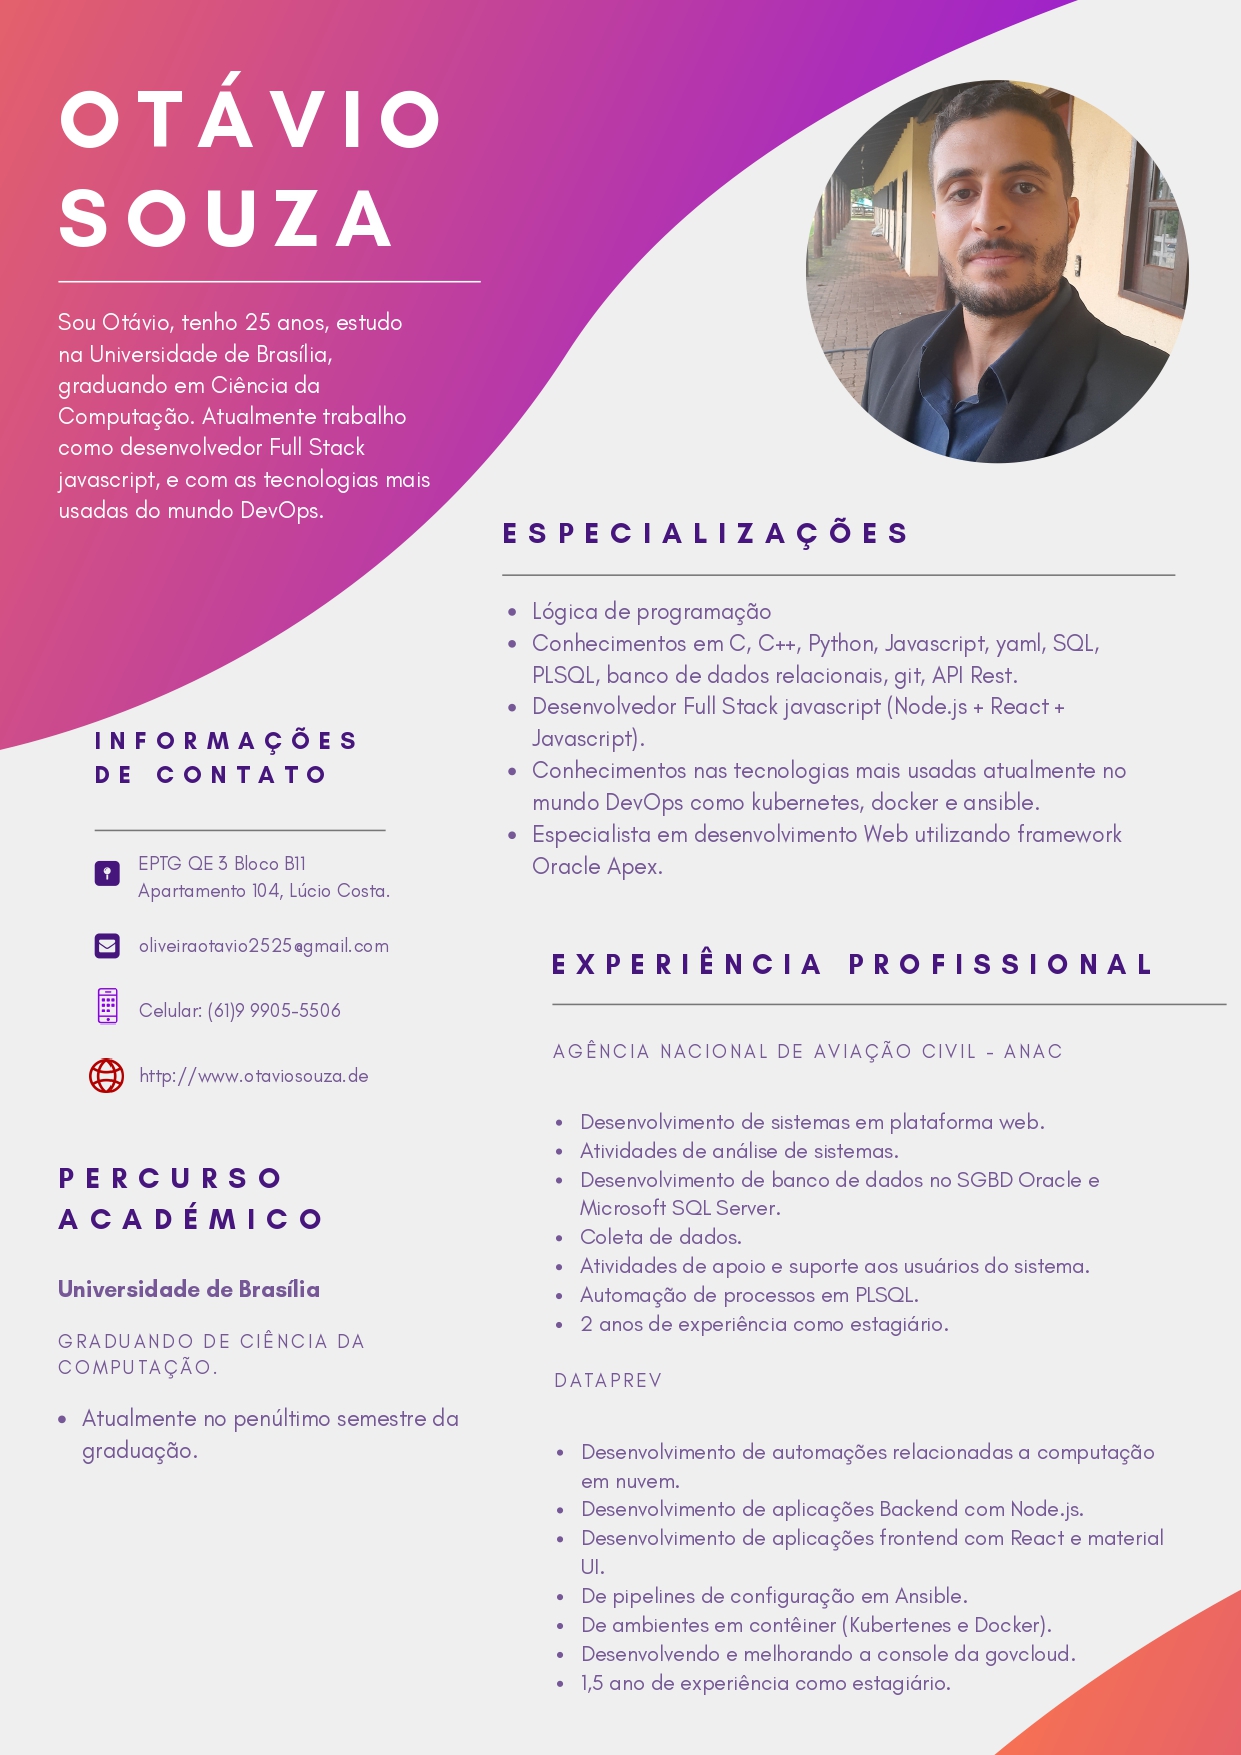 OTÁVIO
SOUZA
Sou Otávio, tenho 25 anos, estudo
na Universidade de Brasília,
graduando em Ciência da
Computação. Atualmente trabalho
como desenvolvedor Full Stack
javascript, e com as tecnologias mais
usadas do mundo DevOps.
INFORMAÇÕES
DE CONTATO
EPTG QE 3 Bloco B11
Apartamento 104, Lúcio Costa.
oliveiraotavio2525@gmail.com
Celular: (61)9 9905-5506
http://www.otaviosouza.de
PERCURSO
ACADÉMICO
Universidade de Brasília
GRADUANDO DE CIÊNCIA DA
COMPUTAÇÃO.
• Atualmente no penúltimo semestre da
graduação.
ESPECIALIZAÇÕES
• Lógica de programação
• Conhecimentos em C, C++, Python, Javascript, yaml, SQL,
PLSQL, banco de dados relacionais, git, API Rest.
• Desenvolvedor Full Stack javascript (Node.js + React +
Javascript).
• Conhecimentos nas tecnologias mais usadas atualmente no
mundo DevOps como kubernetes, docker e ansible.
• Especialista em desenvolvimento Web utilizando framework
Oracle Apex.
EXPERIÊNCIA PROFISSIONAL
AGÊNCIA NACIONAL DE AVIAÇÃO CIVIL - ANAC
• Desenvolvimento de sistemas em plataforma web.
• Atividades de análise de sistemas.
• Desenvolvimento de banco de dados no SGBD Oracle e
Microsoft SQL Server.
• Coleta de dados.
• Atividades de apoio e suporte aos usuários do sistema.
• Automação de processos em PLSQL.
• 2 anos de experiência como estagiário.
DATAPREV
• Desenvolvimento de automações relacionadas a computação
em nuvem.
• Desenvolvimento de aplicações Backend com Node.js.
• Desenvolvimento de aplicações frontend com React e material
UI.
• De pipelines de configuração em Ansible.
• De ambientes em contêiner (Kubertenes e Docker).
• Desenvolvendo e melhorando a console da govcloud.
• 1,5 ano de experiência como estagiário.